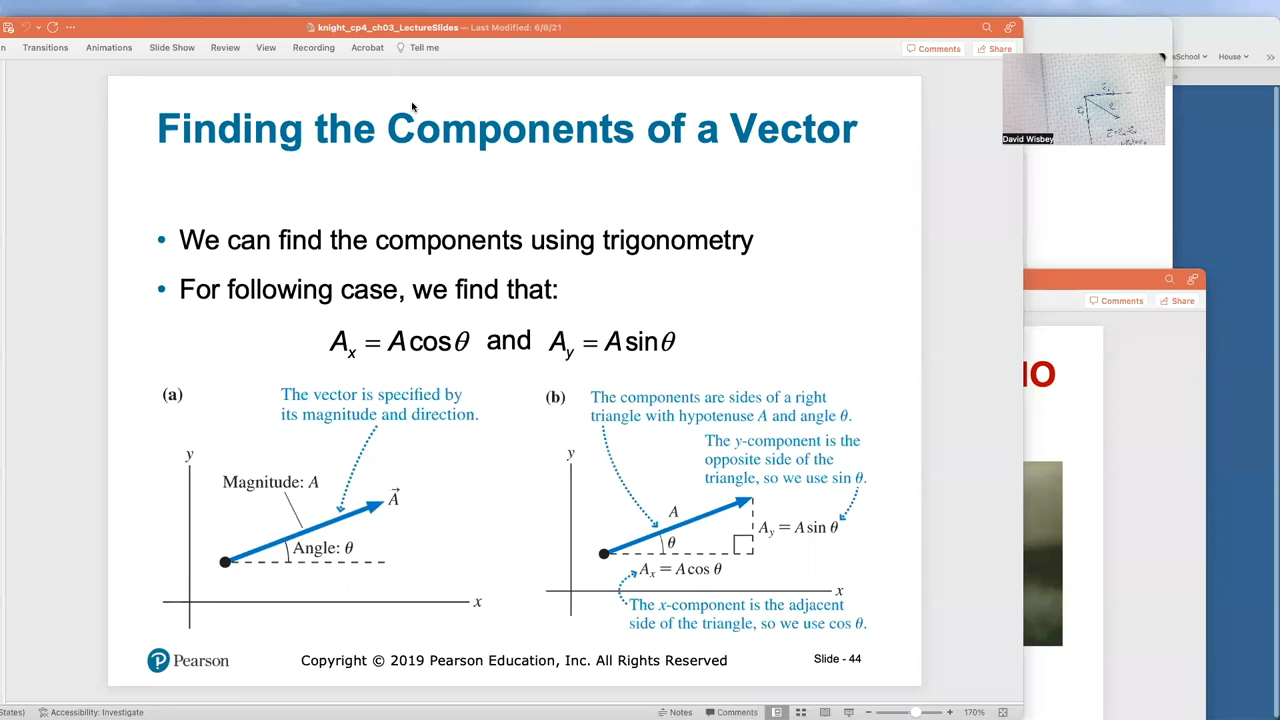 knight_cp4_ch03_LectureSlides — Last Modified: 6/6/21
Transitions Animations Slide Show Review View Recording Acrobat Tell me
Comments Share
sSchool House
David Wisbey
Finding the Components of a Vector
• We can find the components using trigonometry
• For following case, we find that:
Aₓ = A cos θ and A_y = A sin θ
(a)
The vector is specified by
its magnitude and direction.
y
Magnitude: A
A⃗
Angle: θ
x
(b)
The components are sides of a right
triangle with hypotenuse A and angle θ.
The y-component is the
opposite side of the
triangle, so we use sin θ.
y
A
θ
A_y = A sin θ
Aₓ = A cos θ
x
The x-component is the adjacent
side of the triangle, so we use cos θ.
P Pearson
Copyright © 2019 Pearson Education, Inc. All Rights Reserved
Slide - 44
Comments Share
IO
States) Accessibility: Investigate
Notes Comments 170%